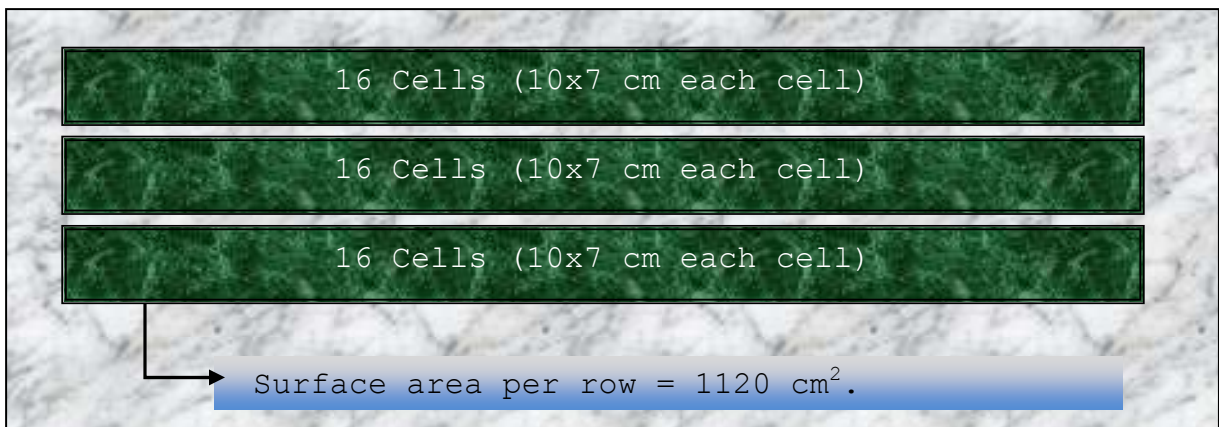 16 Cells (10x7 cm each cell)
16 Cells (10x7 cm each cell)
16 Cells (10x7 cm each cell)
Surface area per row = 1120 cm².